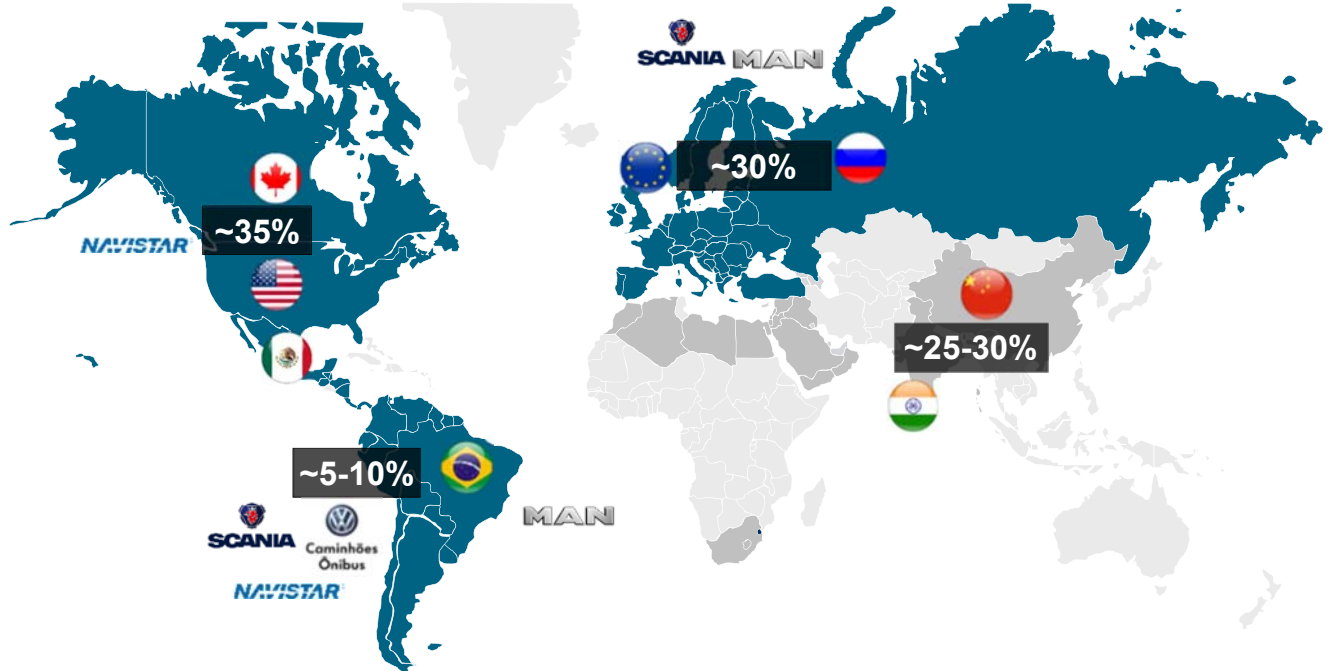 SCANIA MAN
~30%
~35%
NAVISTAR
~25-30%
~5-10%
SCANIA
Caminhões
Ônibus
MAN
NAVISTAR